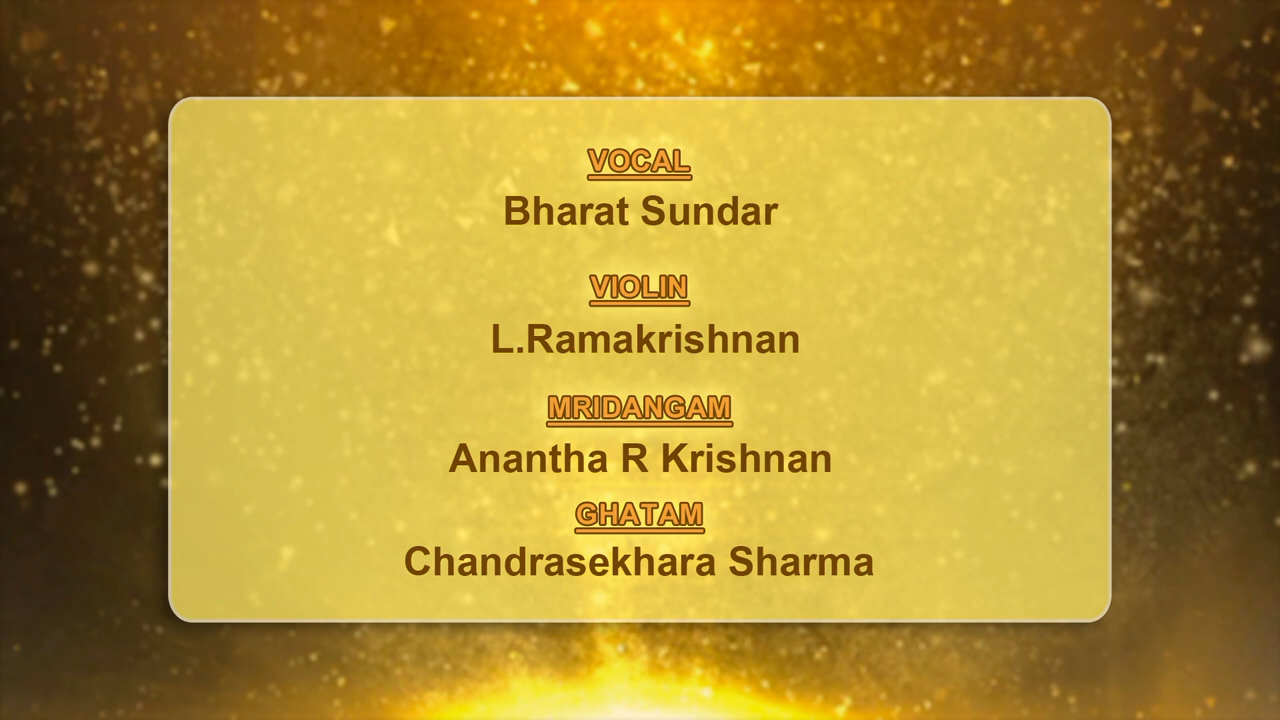 VOCAL
Bharat Sundar
VIOLIN
L.Ramakrishnan
MRIDANGAM
Anantha R Krishnan
GHATAM
Chandrasekhara Sharma